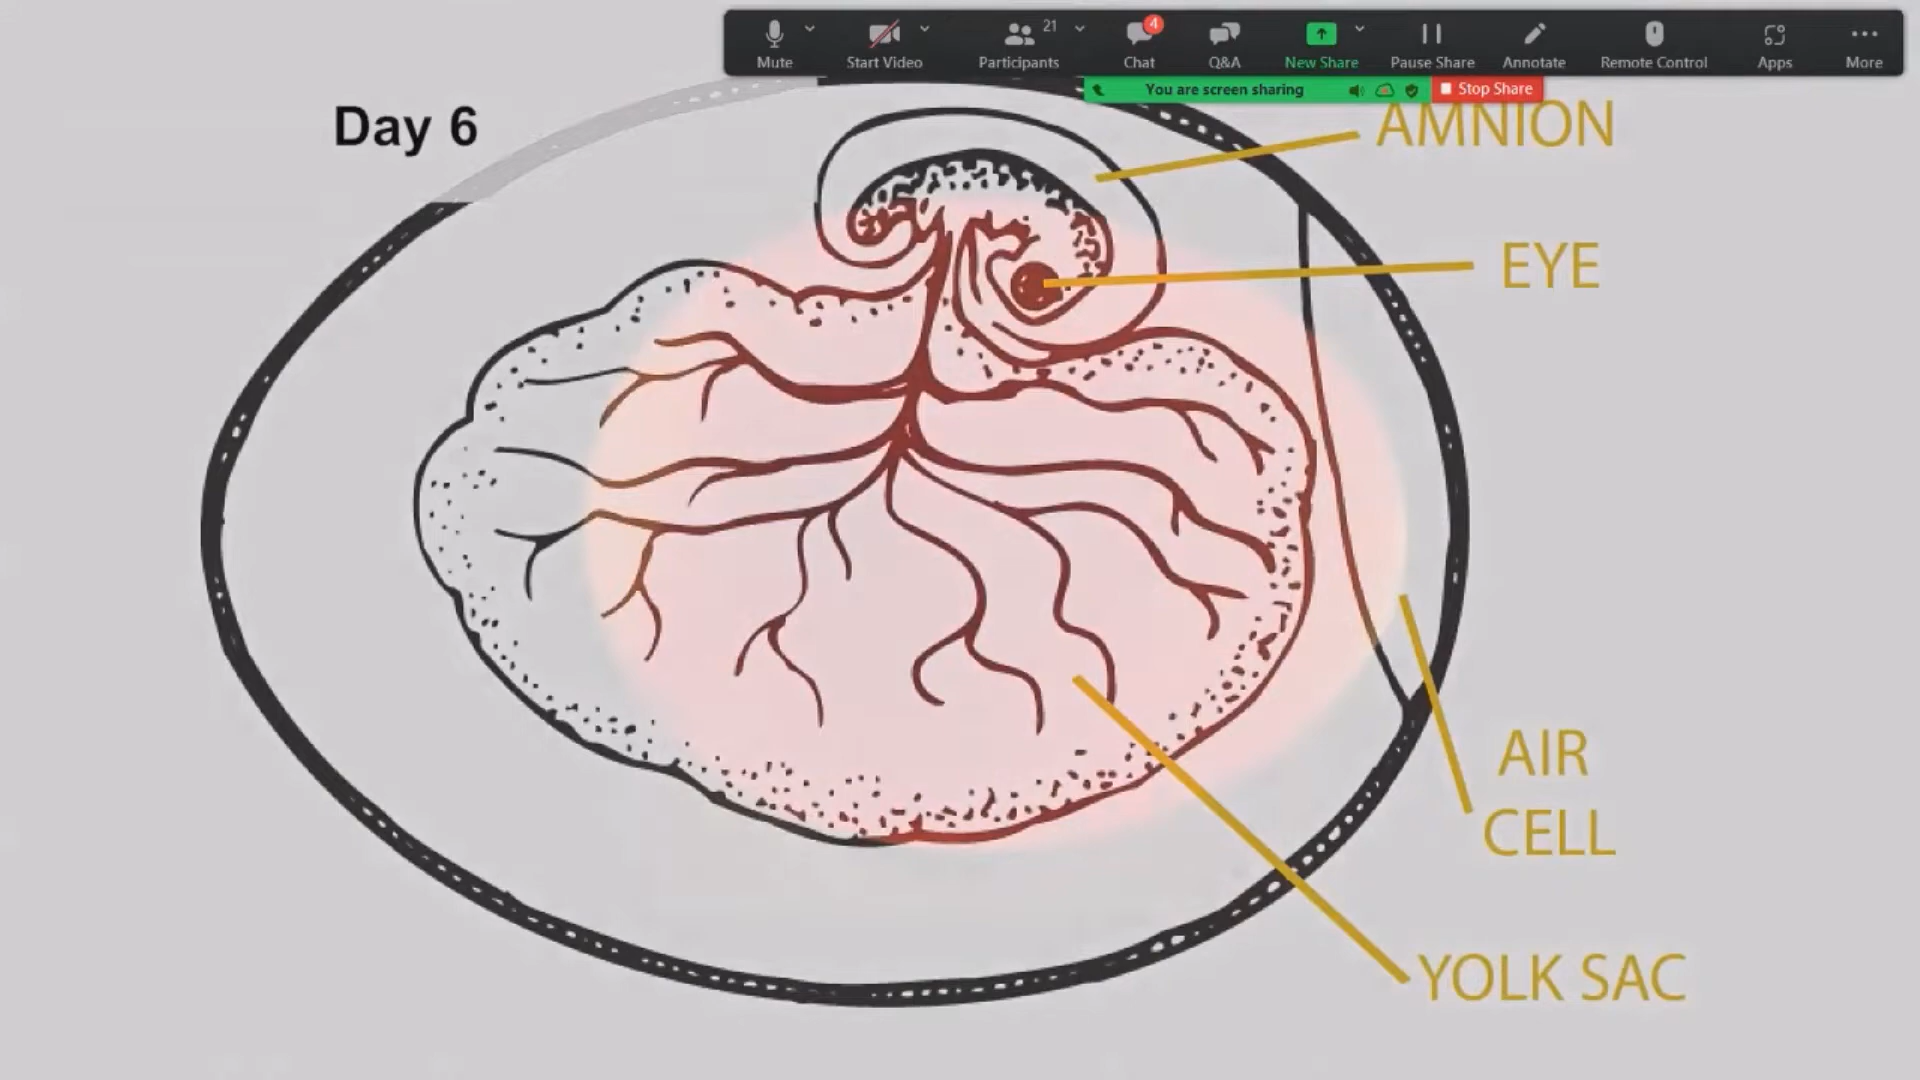 21
4
Mute
Start Video
Participants
Chat
Q&A
New Share
Pause Share
Annotate
Remote Control
Apps
More
You are screen sharing
Stop Share
Day 6
AMNION
EYE
AIR
CELL
YOLK SAC